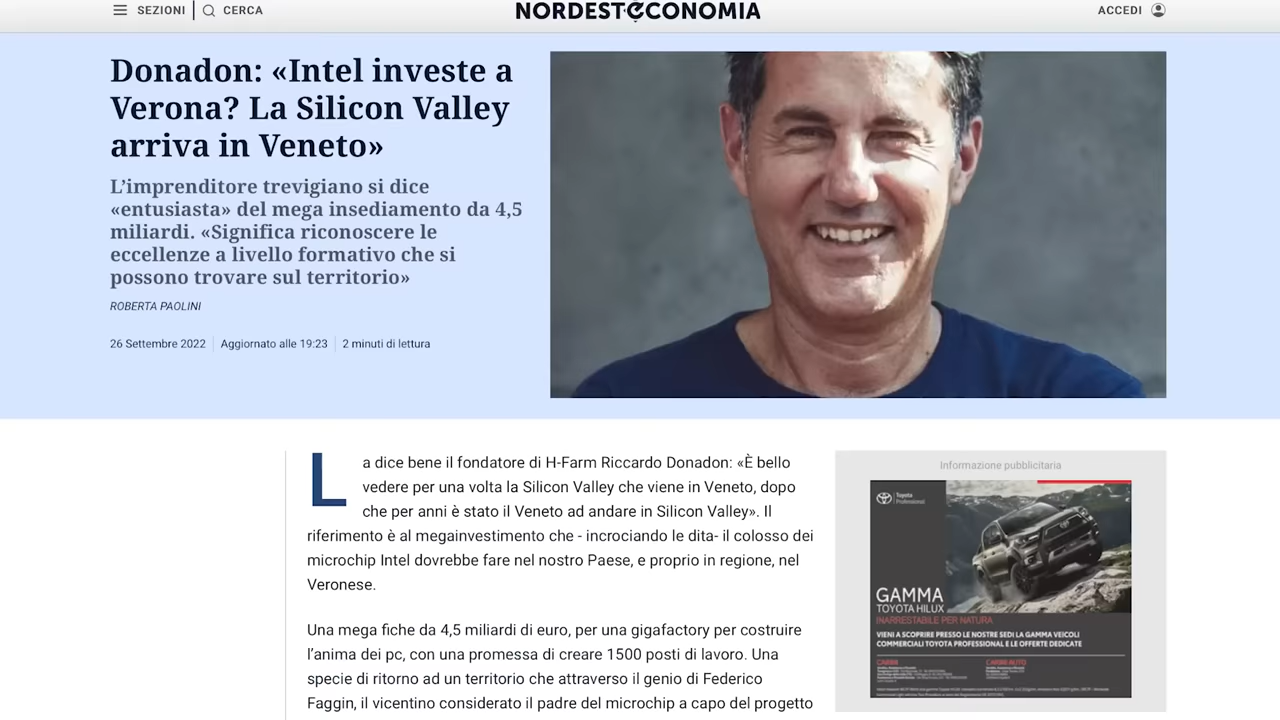 SEZIONI
CERCA
NORDEST ECONOMIA
ACCEDI
Donadon: «Intel investe a
Verona? La Silicon Valley
arriva in Veneto»
L’imprenditore trevigiano si dice
«entusiasta» del mega insediamento da 4,5
miliardi. «Significa riconoscere le
eccellenze a livello formativo che si
possono trovare sul territorio»
ROBERTA PAOLINI
26 Settembre 2022 | Aggiornato alle 19:23 | 2 minuti di lettura
La dice bene il fondatore di H-Farm Riccardo Donadon: «È bello
vedere per una volta la Silicon Valley che viene in Veneto, dopo
che per anni è stato il Veneto ad andare in Silicon Valley». Il
riferimento è al megainvestimento che - incrociando le dita- il colosso dei
microchip Intel dovrebbe fare nel nostro Paese, e proprio in regione, nel
Veronese.
Una mega fiche da 4,5 miliardi di euro, per una gigafactory per costruire
l’anima dei pc, con una promessa di creare 1500 posti di lavoro. Una
specie di ritorno ad un territorio che attraverso il genio di Federico
Faggin, il vicentino considerato il padre del microchip a capo del progetto
Informazione pubblicitaria
Toyota
Professional
GAMMA
TOYOTA HILUX
INARRESTABILE PER NATURA
VIENI A SCOPRIRE PRESSO LE NOSTRE SEDI LA GAMMA VEICOLI
COMMERCIALI TOYOTA PROFESSIONAL E LE OFFERTE DEDICATE